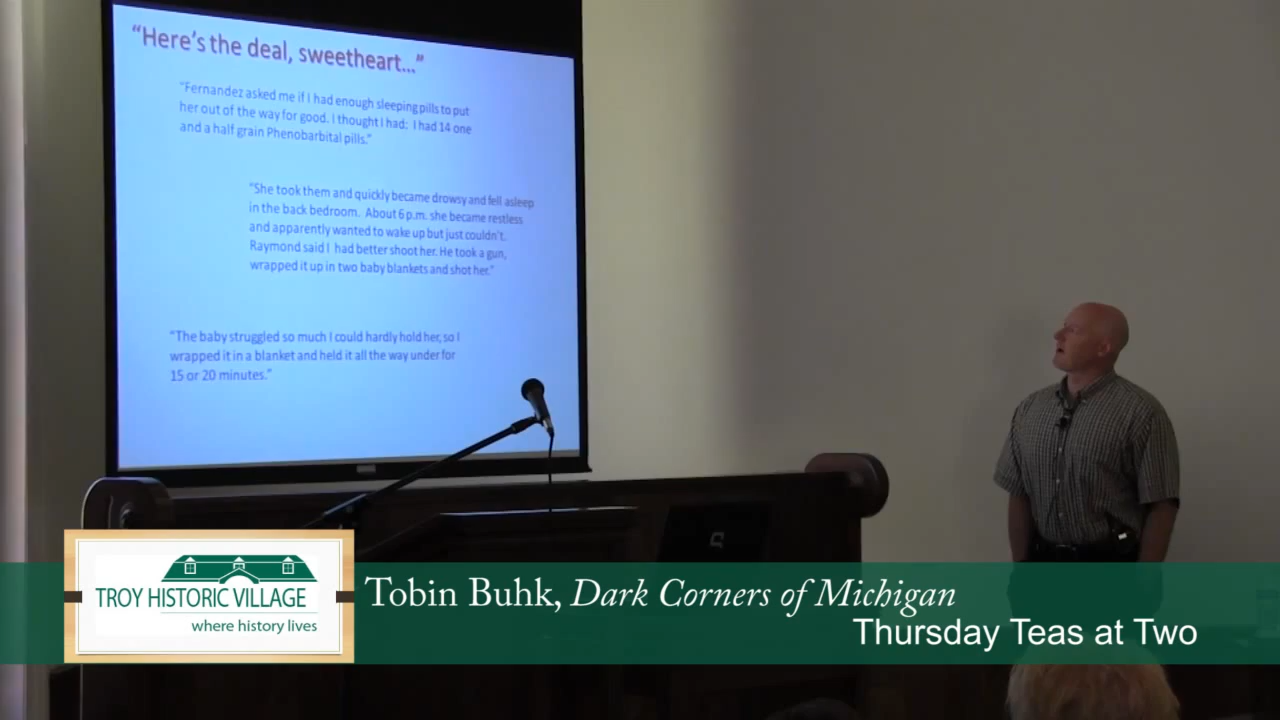 “Here’s the deal, sweetheart...”
“Fernandez asked me if I had enough sleeping pills to put
her out of the way for good. I thought I had: I had 14 one
and a half grain Phenobarbital pills.”
“She took them and quickly became drowsy and fell asleep
in the back bedroom. About 6 p.m. she became restless
and apparently wanted to wake up but just couldn’t.
Raymond said I had better shoot her. He took a gun,
wrapped it up in two baby blankets and shot her.”
“The baby struggled so much I could hardly hold her, so I
wrapped it in a blanket and held it all the way under for
15 or 20 minutes.”
TROY HISTORIC VILLAGE
where history lives
Tobin Buhk, Dark Corners of Michigan
Thursday Teas at Two